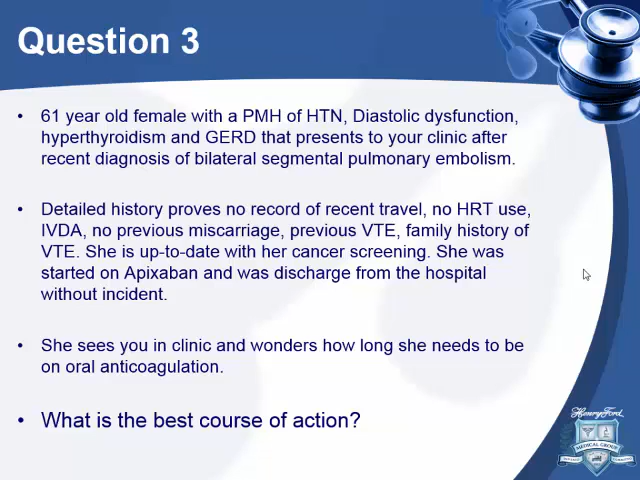 Question 3
• 61 year old female with a PMH of HTN, Diastolic dysfunction,
hyperthyroidism and GERD that presents to your clinic after
recent diagnosis of bilateral segmental pulmonary embolism.
• Detailed history proves no record of recent travel, no HRT use,
IVDA, no previous miscarriage, previous VTE, family history of
VTE. She is up-to-date with her cancer screening. She was
started on Apixaban and was discharge from the hospital
without incident.
• She sees you in clinic and wonders how long she needs to be
on oral anticoagulation.
• What is the best course of action?
Henry Ford
MEDICAL GROUP